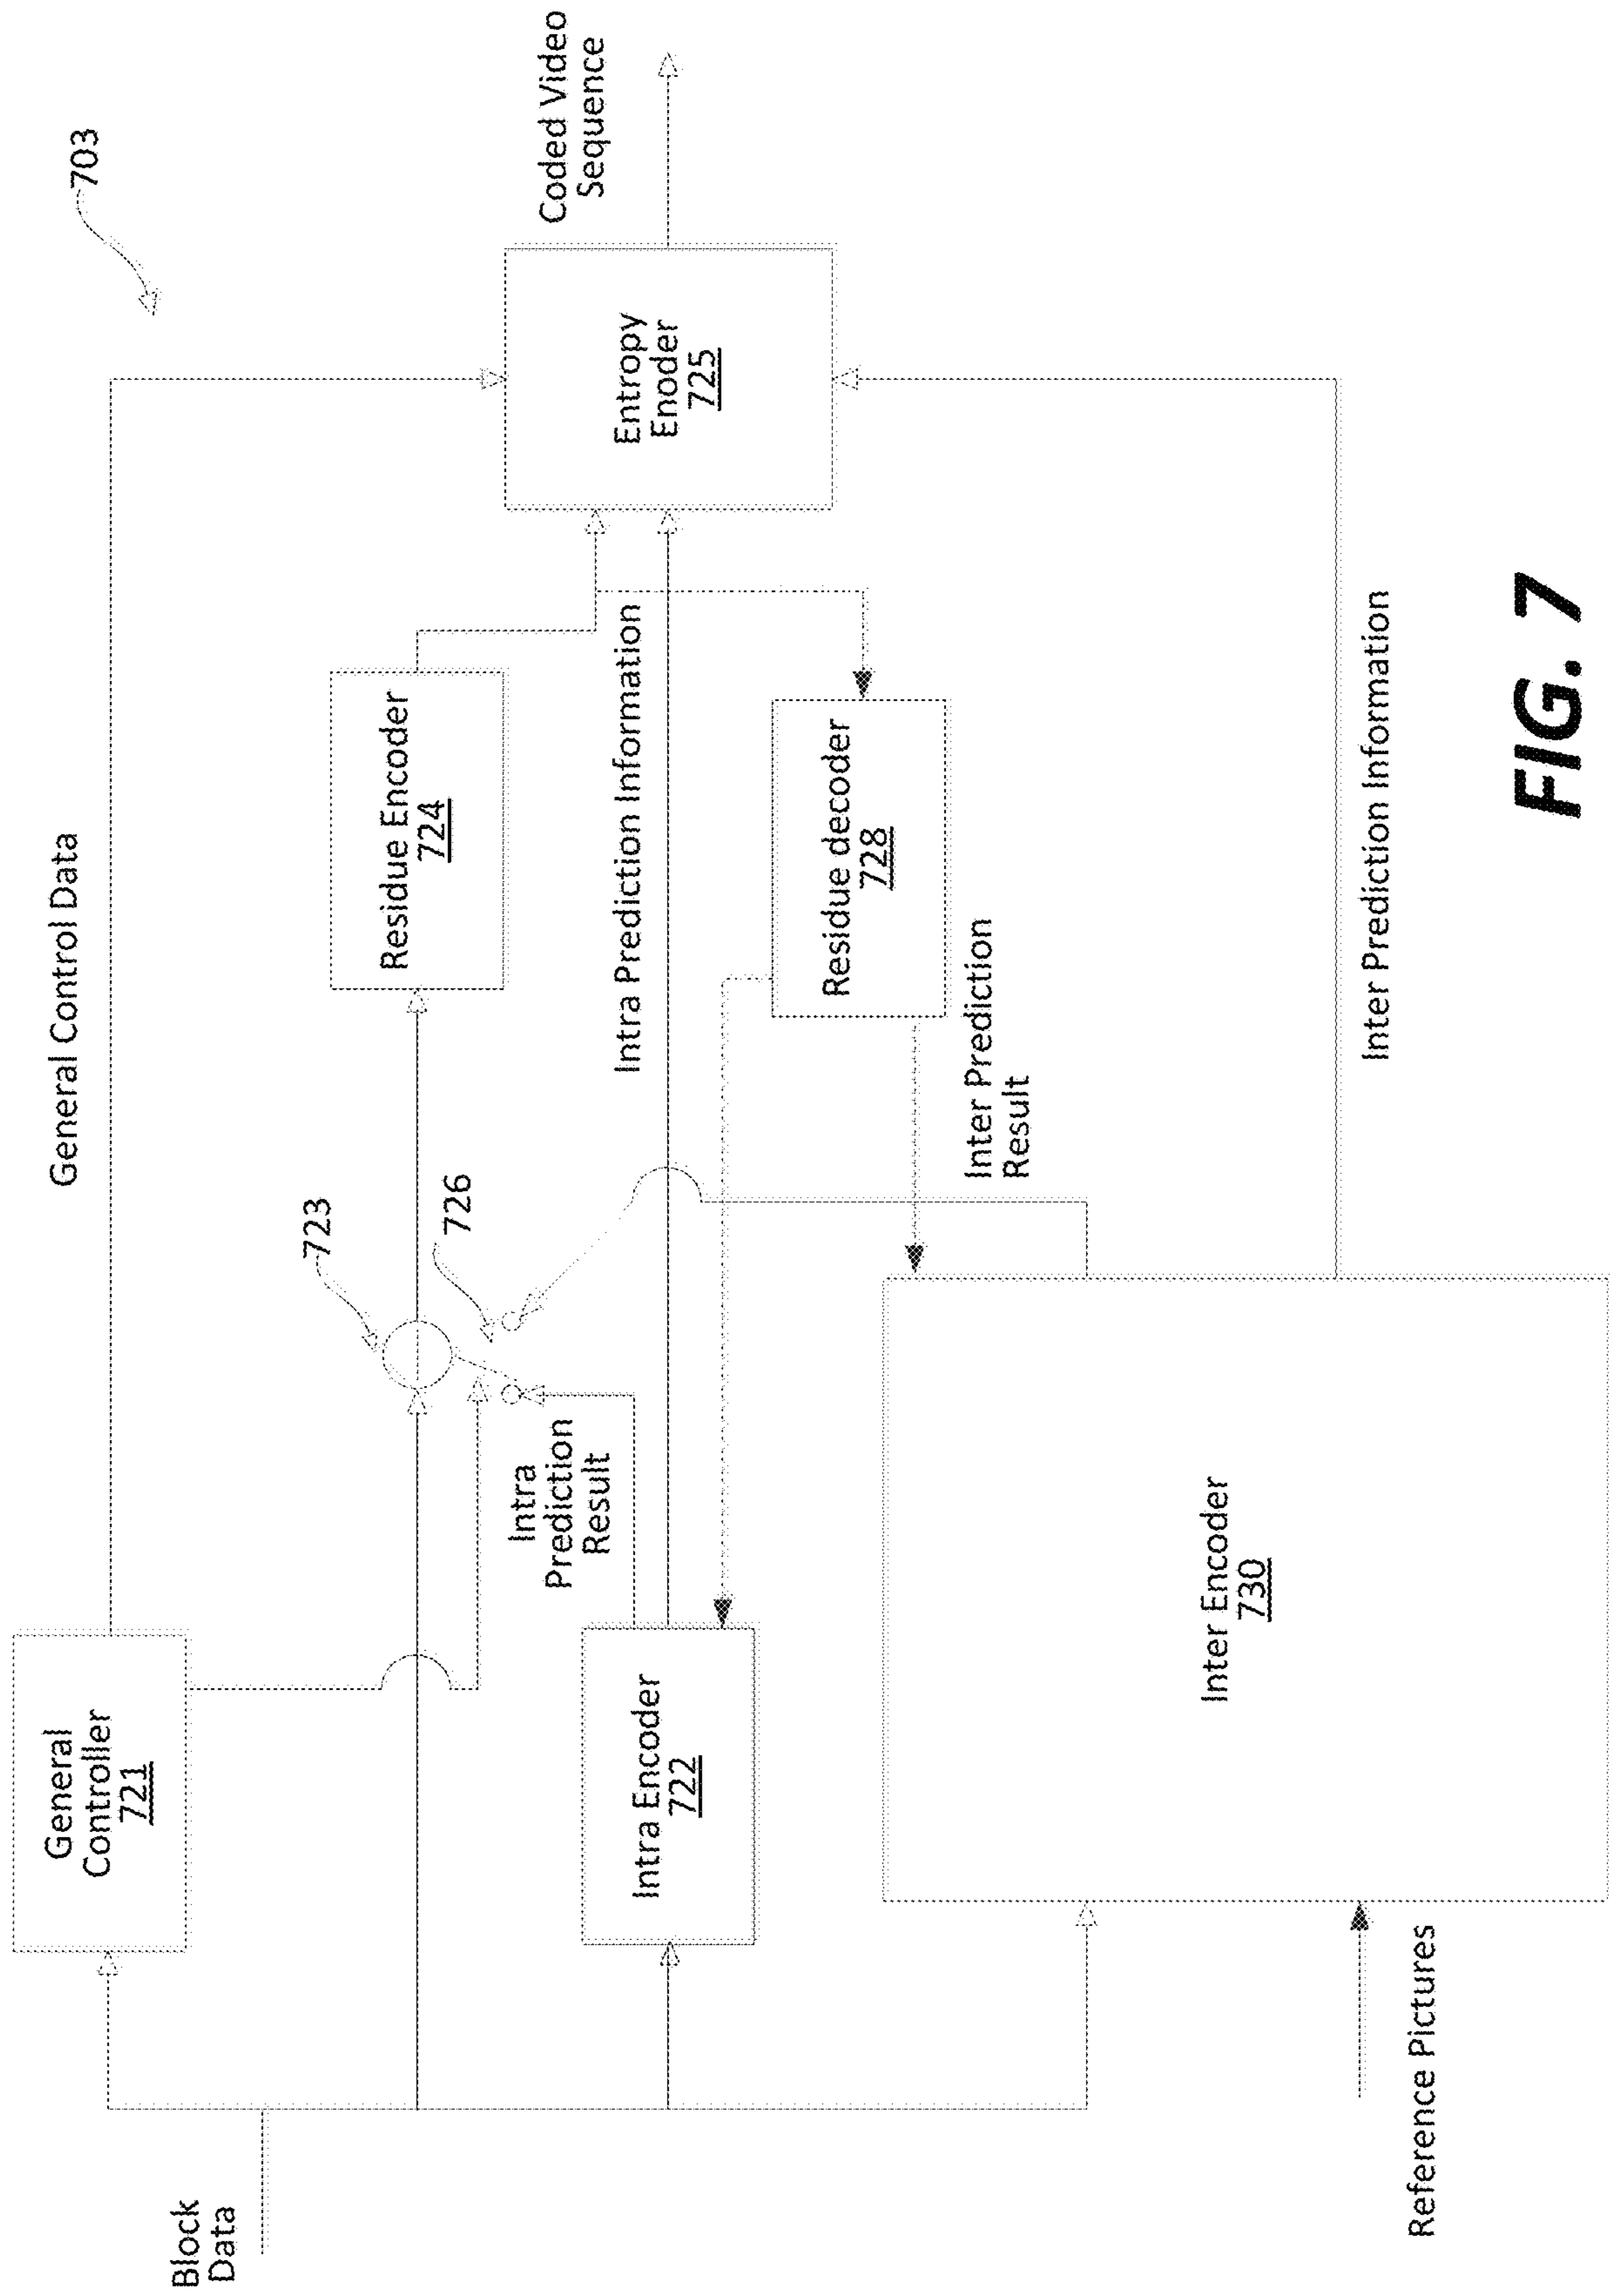 703
General Control Data
General
Controller
721
Block
Data
723
726
Residue Encoder
724
Coded Video
Sequence
Entropy
Enoder
725
Intra
Prediction
Result
Intra Prediction Information
Intra Encoder
722
Residue decoder
728
Inter Prediction
Result
Inter Encoder
730
Inter Prediction Information
Reference Pictures
FIG. 7